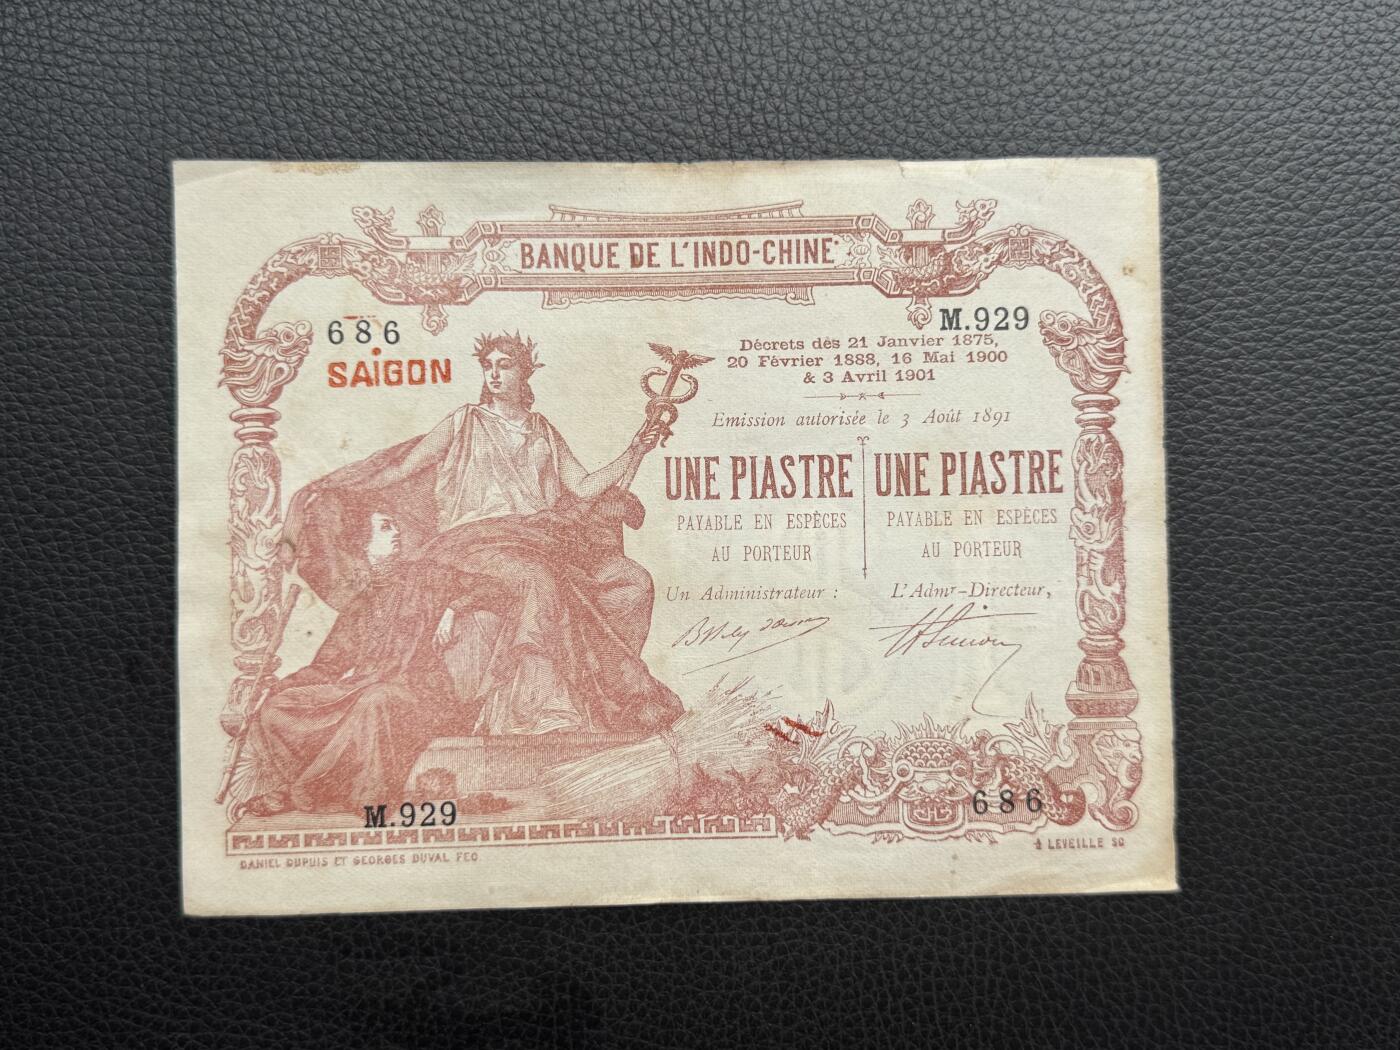 BANQUE DE L'INDO-CHINE
686
M.929
SAIGON
Décrets des 21 Janvier 1875,
20 Février 1888, 16 Mai 1900
& 3 Avril 1901
Emission autorisée le 3 Août 1891
UNE PIASTRE
PAYABLE EN ESPÈCES
AU PORTEUR
Un Administrateur :
UNE PIASTRE
PAYABLE EN ESPÈCES
AU PORTEUR
L'Admr-Directeur,
M.929
686
DANIEL DUPUIS ET GEORGES DUVAL FEC
LEVEILLE SC